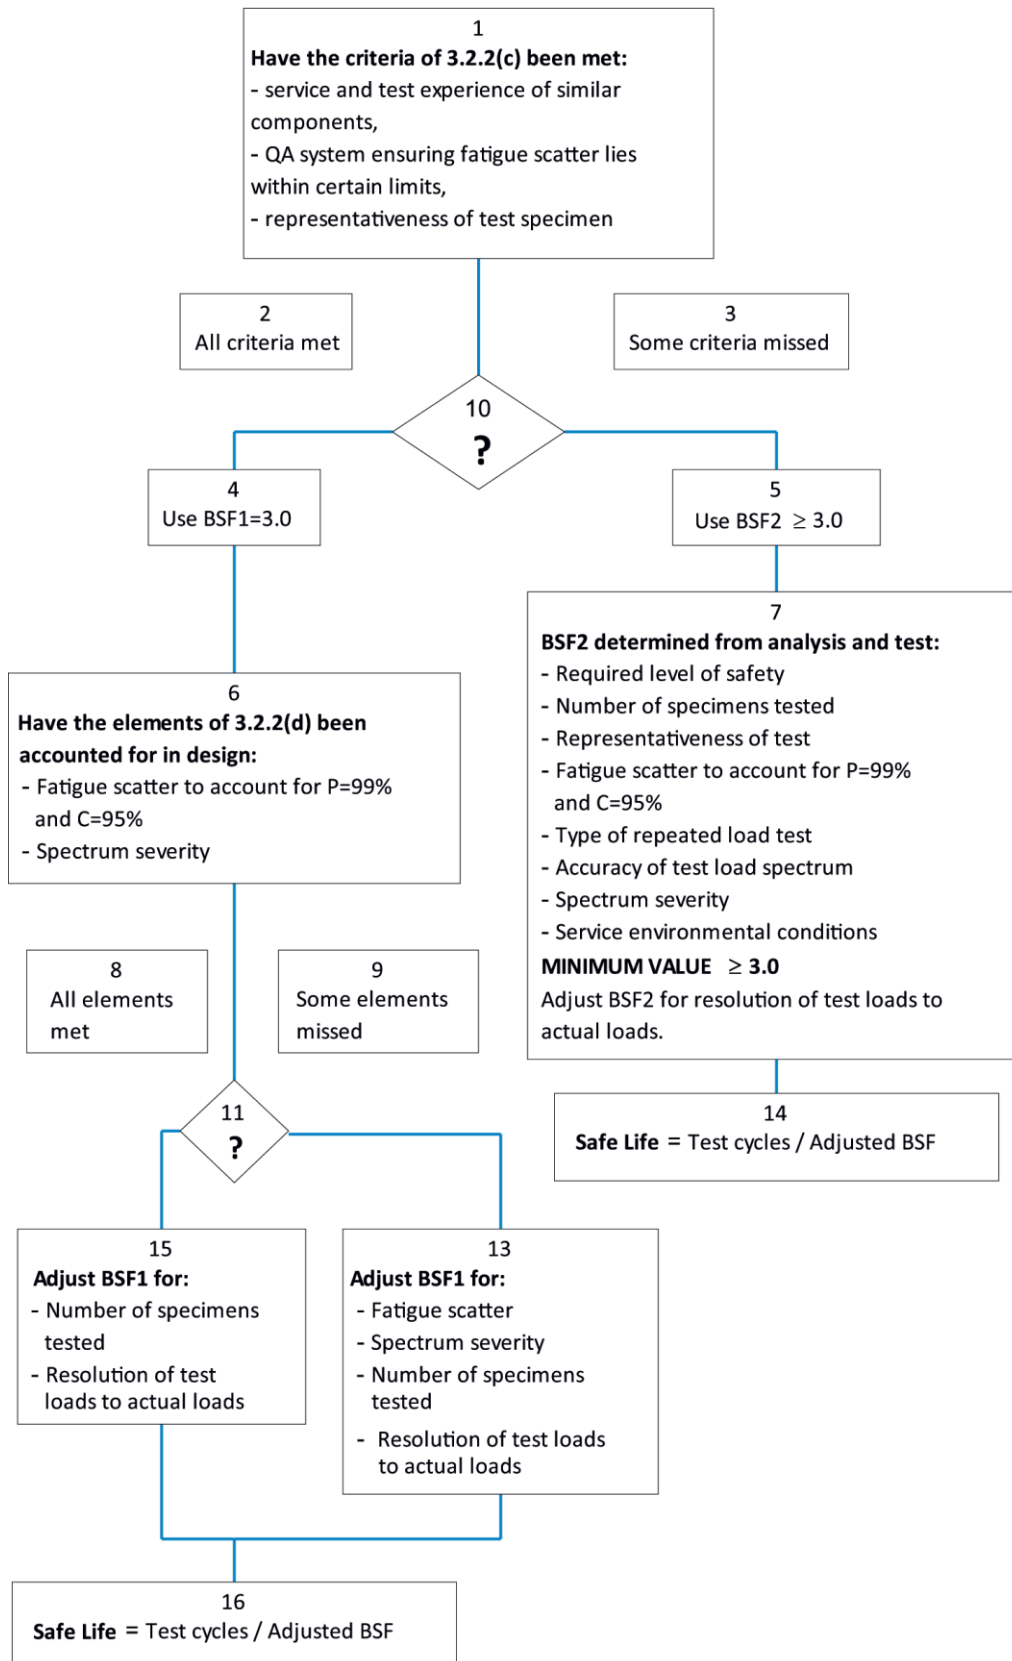 1
Have the criteria of 3.2.2(c) been met:
- service and test experience of similar
components,
- QA system ensuring fatigue scatter lies
within certain limits,
- representativeness of test specimen
2
All criteria met
3
Some criteria missed
10
?
4
Use BSF1=3.0
5
Use BSF2 ≥ 3.0
6
Have the elements of 3.2.2(d) been
accounted for in design:
- Fatigue scatter to account for P=99%
and C=95%
- Spectrum severity
7
BSF2 determined from analysis and test:
- Required level of safety
- Number of specimens tested
- Representativeness of test
- Fatigue scatter to account for P=99%
and C=95%
- Type of repeated load test
- Accuracy of test load spectrum
- Spectrum severity
- Service environmental conditions
MINIMUM VALUE ≥ 3.0
Adjust BSF2 for resolution of test loads to
actual loads.
8
All elements
met
9
Some elements
missed
11
?
14
Safe Life = Test cycles / Adjusted BSF
15
Adjust BSF1 for:
- Number of specimens
tested
- Resolution of test
loads to actual loads
13
Adjust BSF1 for:
- Fatigue scatter
- Spectrum severity
- Number of specimens
tested
- Resolution of test loads
to actual loads
16
Safe Life = Test cycles / Adjusted BSF